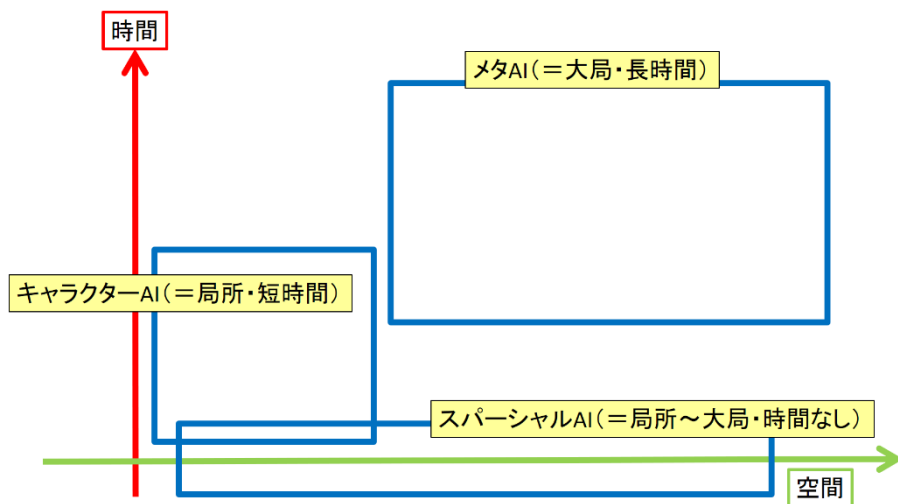 時間
メタAI(=大局・長時間)
キャラクターAI(=局所・短時間)
スパーシャルAI(=局所~大局・時間なし)
空間